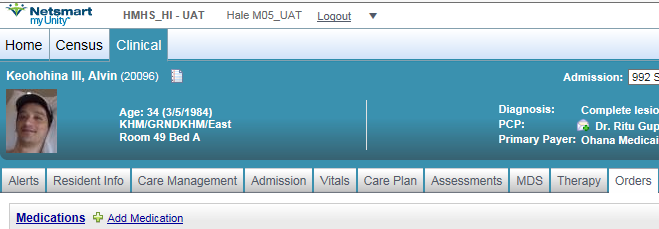 Netsmart
myUnity
HMHS_HI - UAT Hale M05_UAT Logout
Home Census Clinical
Keohohina III, Alvin (20096) Admission: 992 S
Age: 34 (3/5/1984) Diagnosis: Complete lesio
KHM/GRNDKHM/East PCP: Dr. Ritu Gup
Room 49 Bed A Primary Payer: Ohana Medicai
Alerts Resident Info Care Management Admission Vitals Care Plan Assessments MDS Therapy Orders
Medications Add Medication